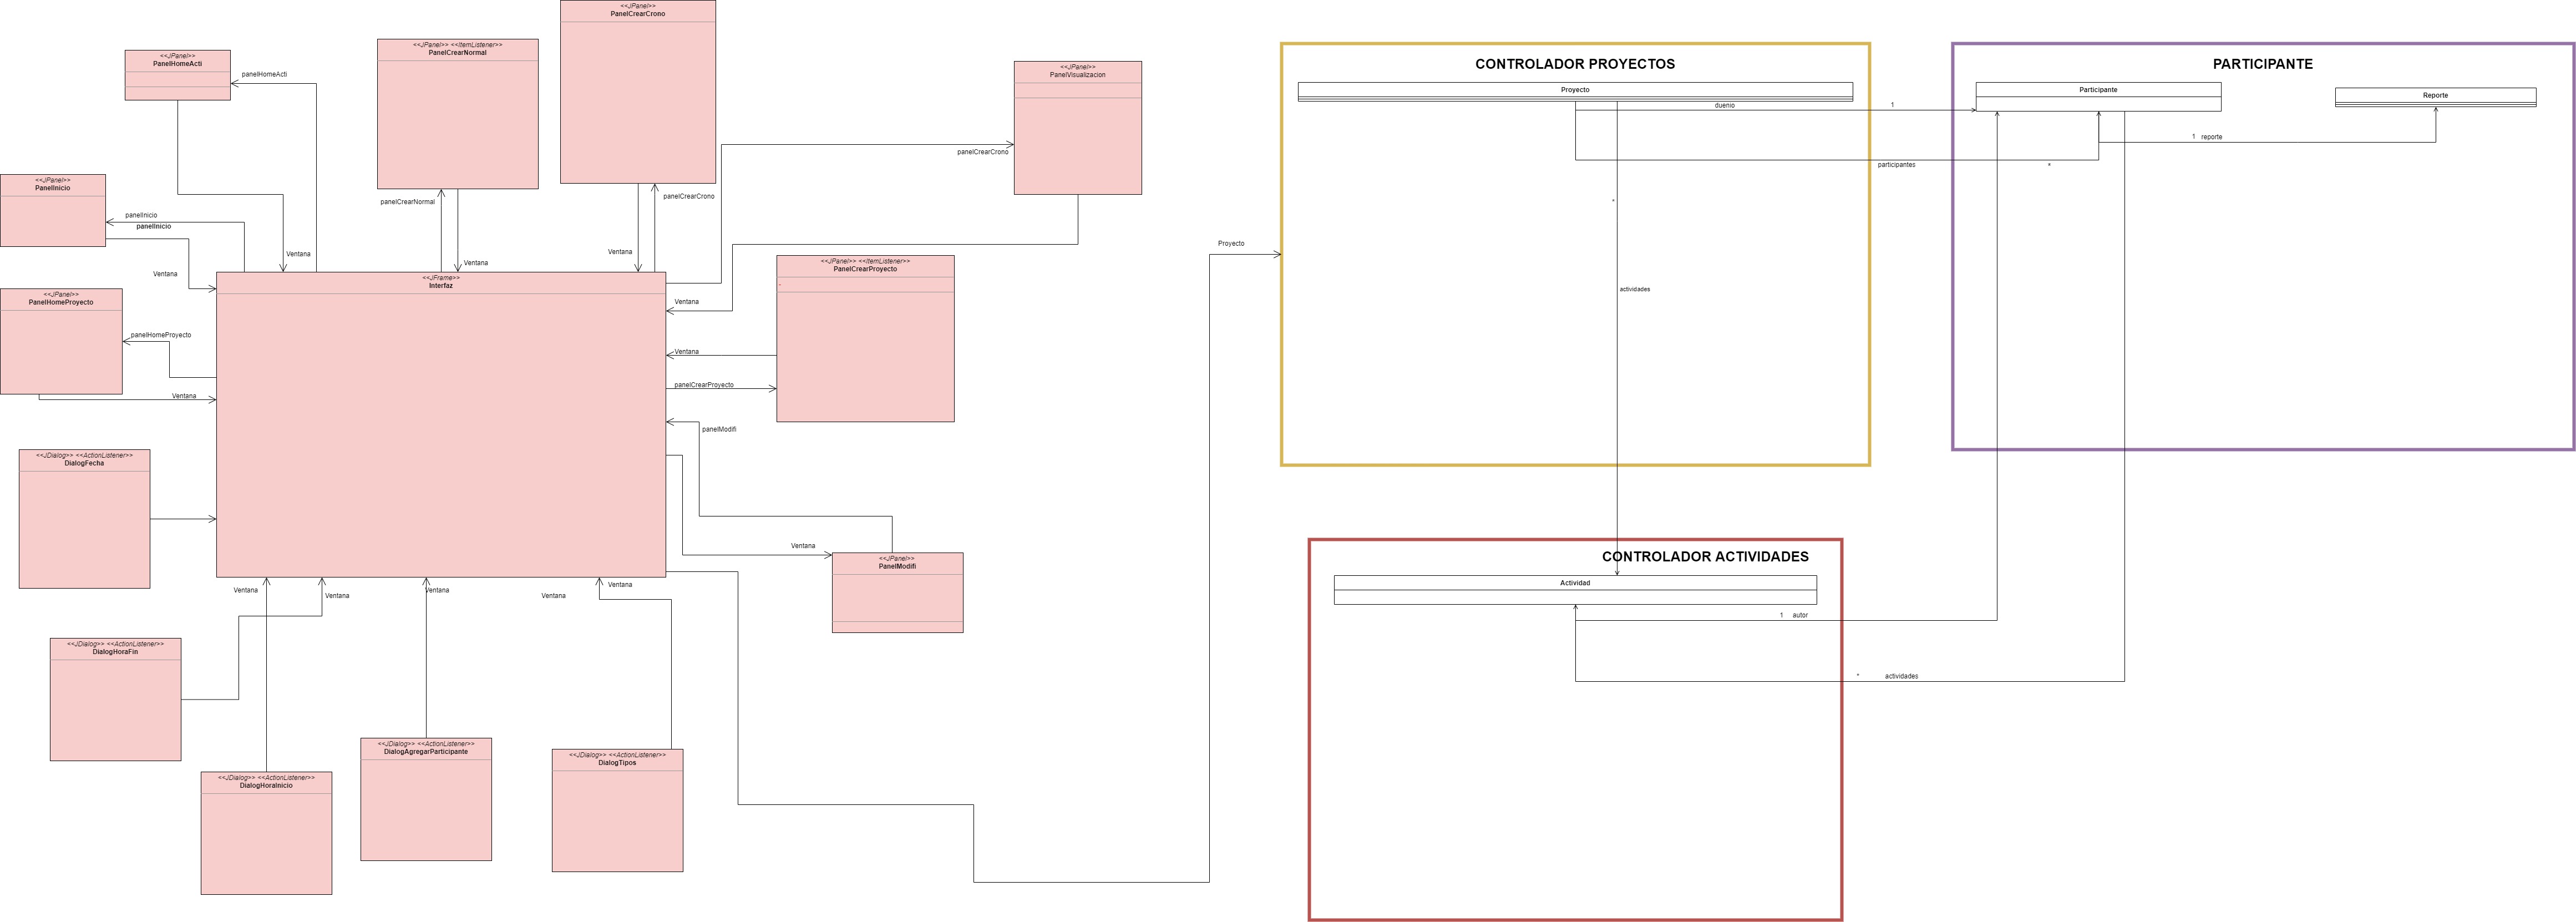 <<JPanel>>
PanelCrearCrono
<<JPanel>> <<ItemListener>>
PanelCrearNormal
<<JPanel>>
PanelHomeActi
panelHomeActi
<<JPanel>>
PanelVisualizacion
panelCrearCrono
<<JPanel>>
PanelInicio
panelInicio
panelInicio
Ventana
Ventana
panelCrearNormal
Ventana
panelCrearCrono
Ventana
<<JPanel>>
PanelHomeProyecto
panelHomeProyecto
Ventana
<<JFrame>>
Interfaz
Ventana
<<JPanel>> <<ItemListener>>
PanelCrearProyecto
-
Ventana
panelCrearProyecto
panelModifi
Ventana
<<JPanel>>
PanelModifi
<<JDialog>> <<ActionListener>>
DialogFecha
Ventana
Ventana
Ventana
Ventana
Ventana
<<JDialog>> <<ActionListener>>
DialogHoraFin
<<JDialog>> <<ActionListener>>
DialogHoraInicio
<<JDialog>> <<ActionListener>>
DialogAgregarParticipante
<<JDialog>> <<ActionListener>>
DialogTipos
Proyecto
CONTROLADOR PROYECTOS
Proyecto
duenio
1
participantes
*
*
actividades
PARTICIPANTE
Participante
Reporte
1 reporte
CONTROLADOR ACTIVIDADES
Actividad
1 autor
* actividades